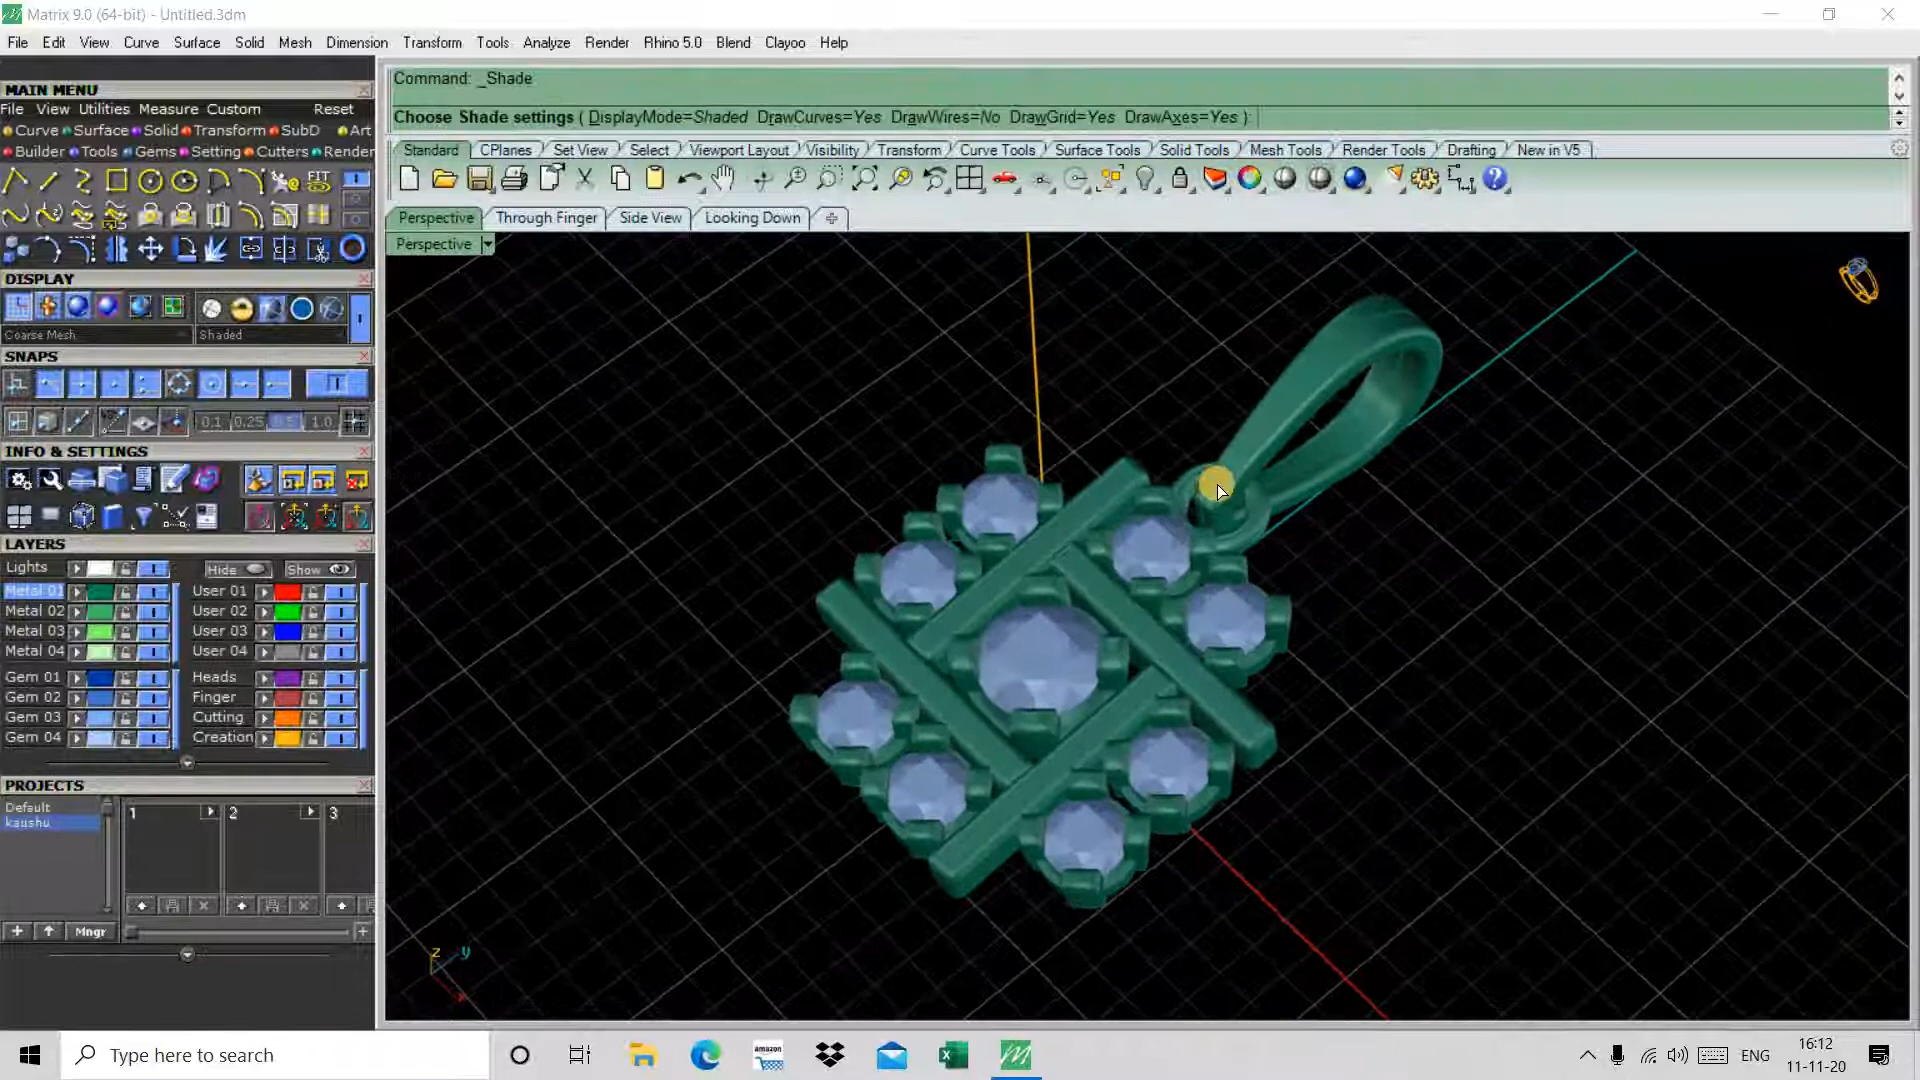 Matrix 9.0 (64-bit) - Untitled.3dm
File Edit View Curve Surface Solid Mesh Dimension Transform Tools Analyze Render Rhino 5.0 Blend Clayoo Help
Command: _Shade
Choose Shade settings ( DisplayMode=Shaded DrawCurves=Yes DrawWires=No DrawGrid=Yes DrawAxes=Yes ):
Standard CPlanes Set View Select Viewport Layout Visibility Transform Curve Tools Surface Tools Solid Tools Mesh Tools Render Tools Drafting New in V5
Perspective Through Finger Side View Looking Down
Perspective
MAIN MENU
File View Utilities Measure Custom Reset
Curve Surface Solid Transform SubD Art
Builder Tools Gems Setting Cutters Render
FIT
DISPLAY
Coarse Mesh Shaded
SNAPS
0.1 0.25 1.0
INFO & SETTINGS
LAYERS
Lights Hide Show
Metal 01 User 01
Metal 02 User 02
Metal 03 User 03
Metal 04 User 04
Gem 01 Heads
Gem 02 Finger
Gem 03 Cutting
Gem 04 Creation
PROJECTS
Default 1 2 3
kaushu
Mngr
z y x
Type here to search
amazon
ENG
16:12
11-11-20